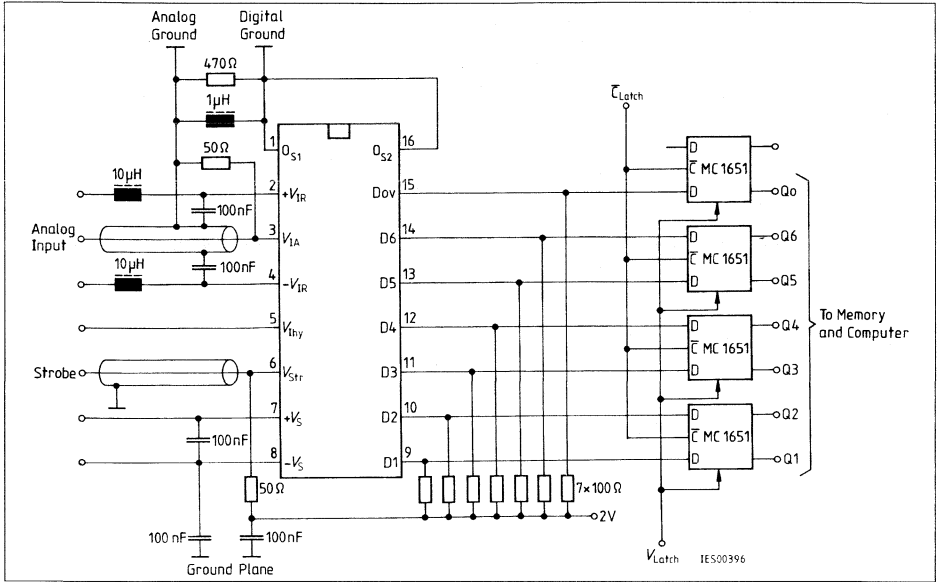 Analog Ground
Digital Ground
470Ω
1µH
50Ω
1
O_S1
O_S2
16
10µH
2
+V_IR
Dov
15
100nF
Analog Input
3
V_IA
D6
14
100nF
10µH
4
-V_IR
D5
13
5
V_Ihy
D4
12
Strobe
6
V_Str
D3
11
7
+V_S
D2
10
100nF
8
-V_S
D1
9
50Ω
7×100Ω
2V
100 nF
100nF
Ground Plane
C̅_Latch
D
C̅ MC 1651
D
Qo
D
Q6
C̅ MC 1651
D
Q5
D
Q4
C̅ MC 1651
D
Q3
D
Q2
C̅ MC 1651
D
Q1
To Memory
and Computer
V_Latch
IES00396